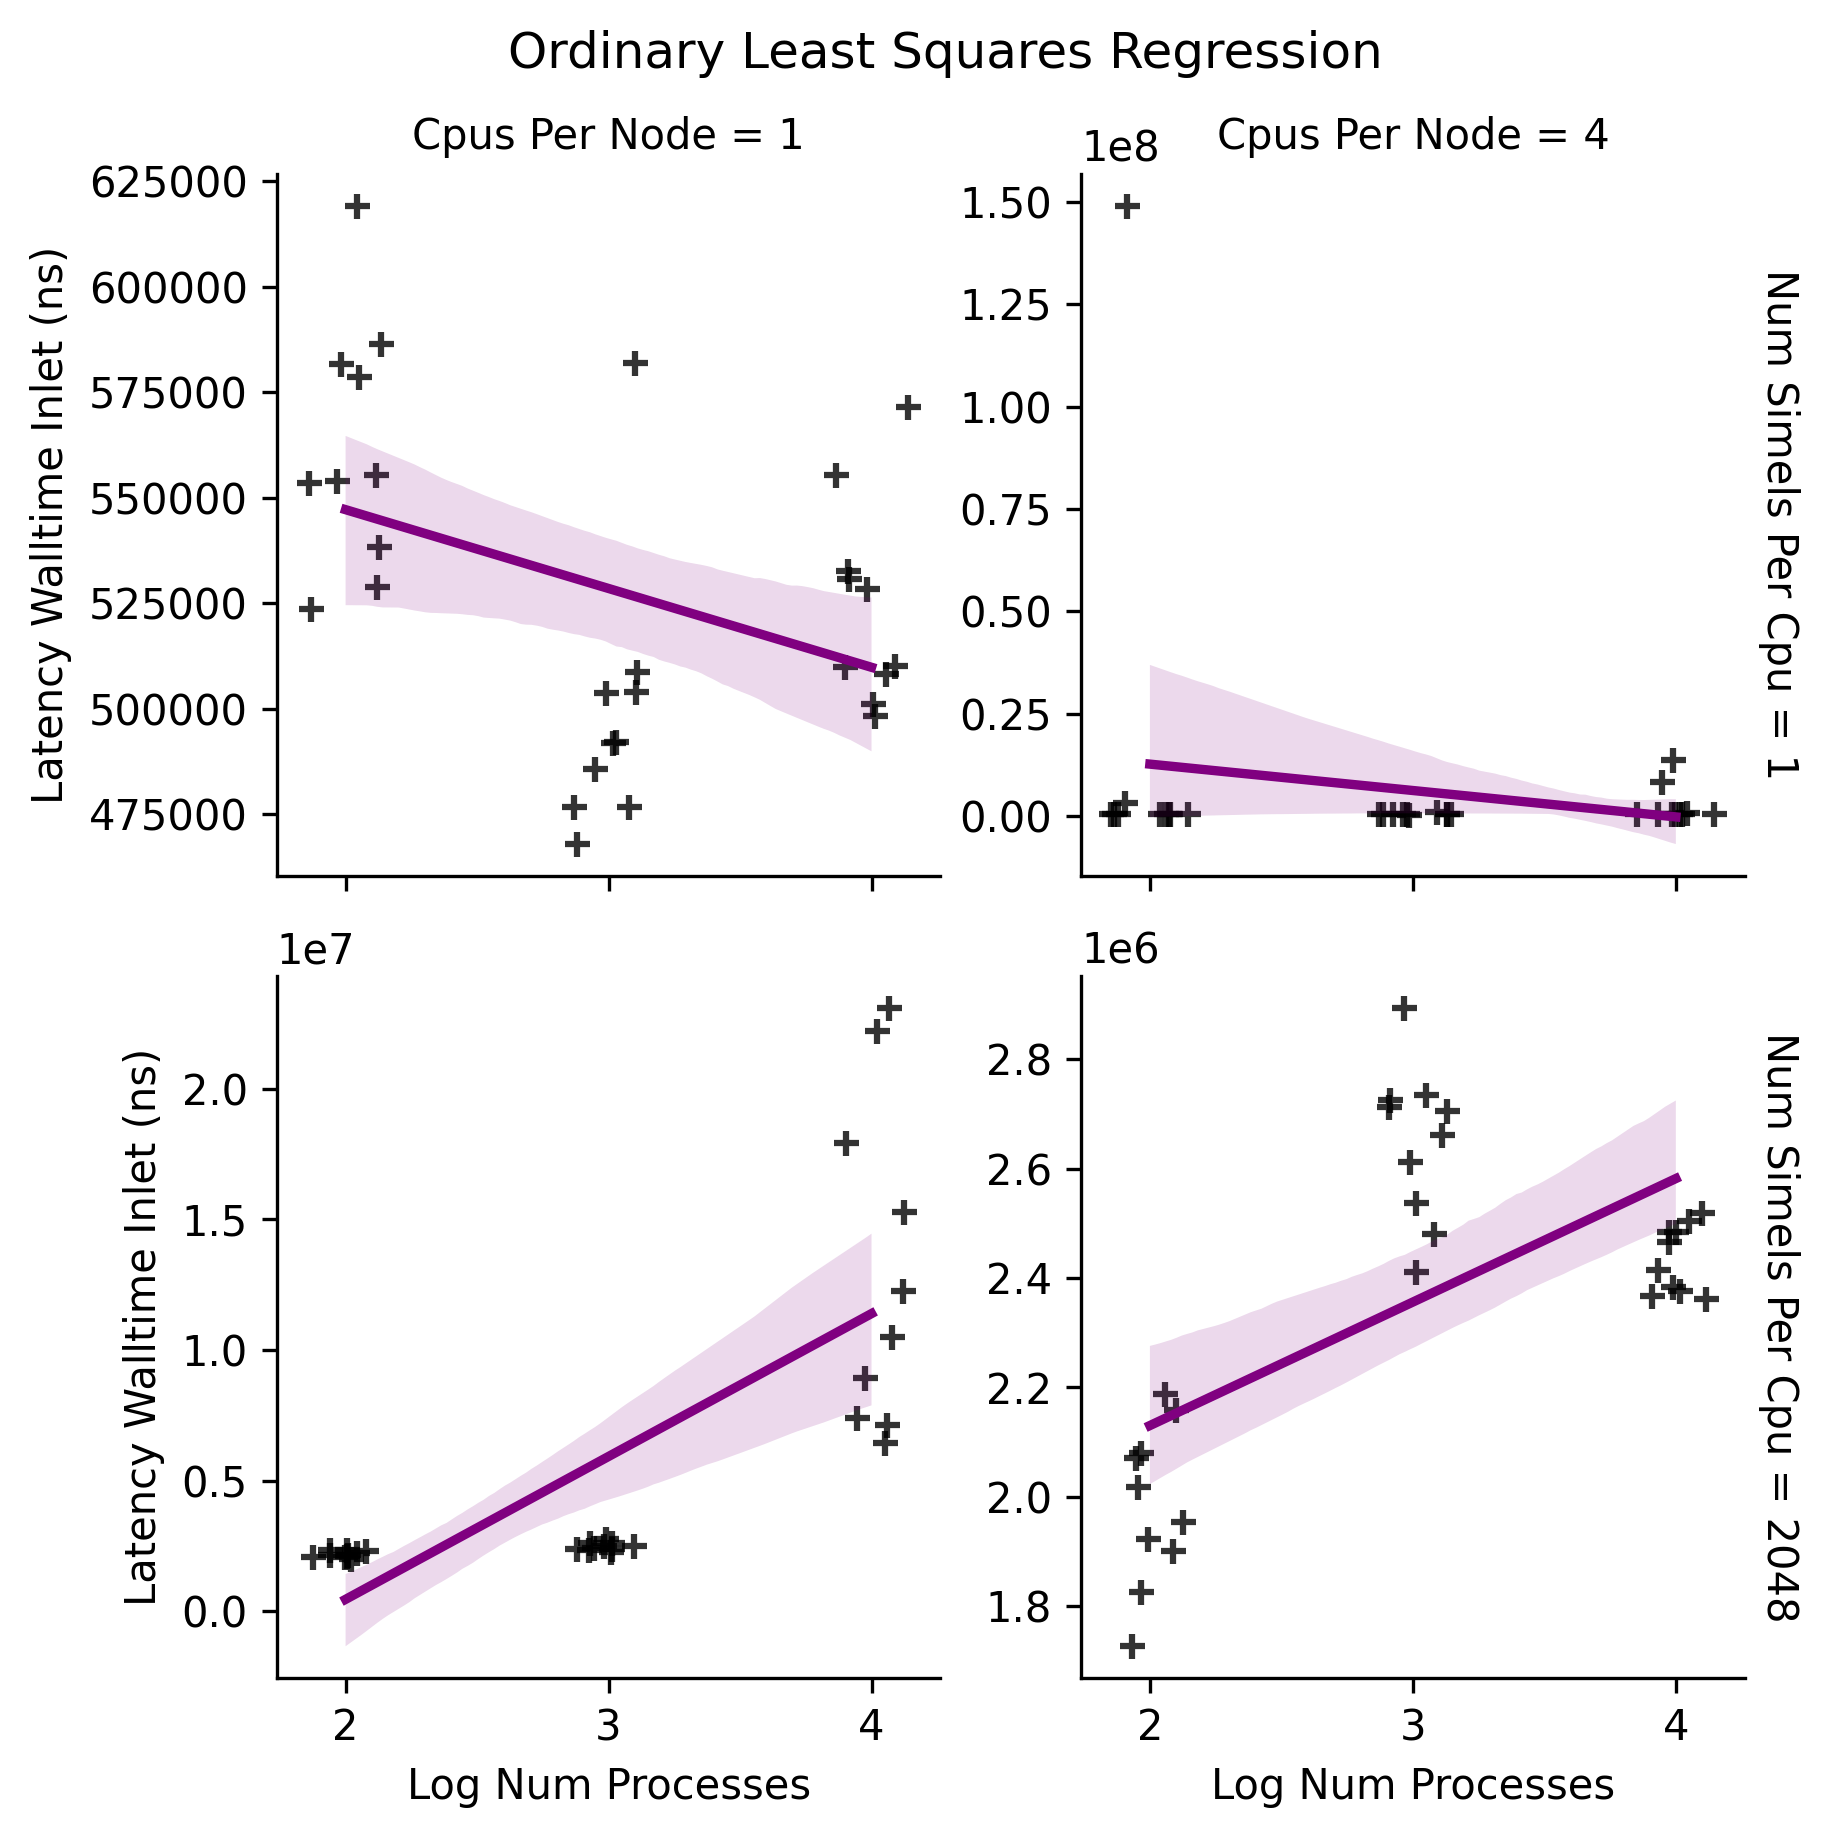 Ordinary Least Squares Regression
Cpus Per Node = 1
Cpus Per Node = 4
Latency Walltime Inlet (ns)
625000
600000
575000
550000
525000
500000
475000
1e8
1.50
1.25
1.00
0.75
0.50
0.25
0.00
Num Simels Per Cpu = 1
Latency Walltime Inlet (ns)
1e7
2.0
1.5
1.0
0.5
0.0
2
3
4
Log Num Processes
1e6
2.8
2.6
2.4
2.2
2.0
1.8
2
3
4
Log Num Processes
Num Simels Per Cpu = 2048